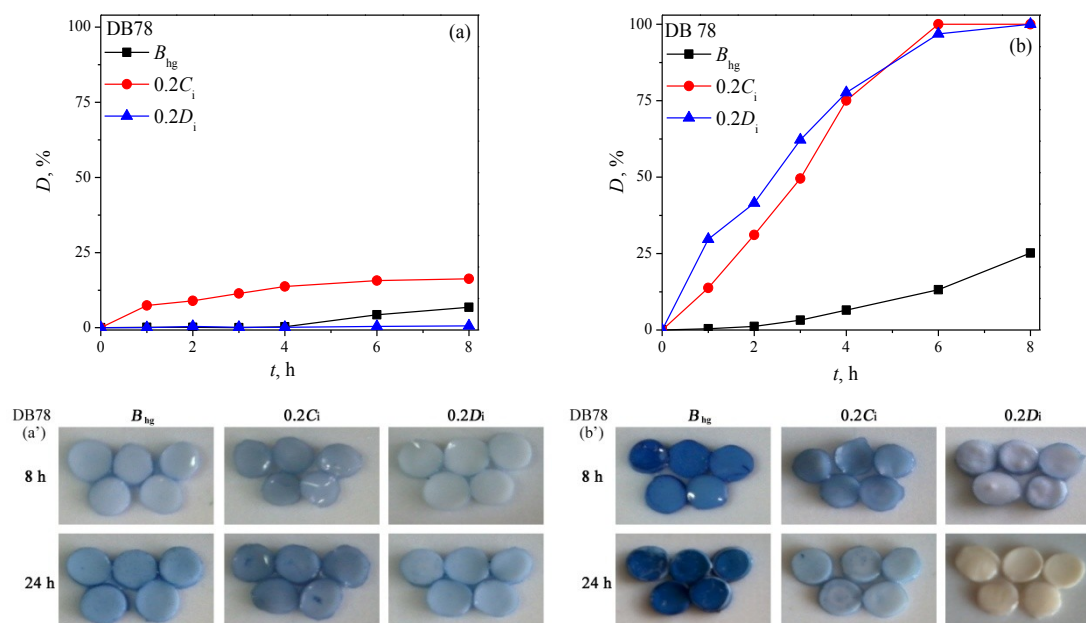 DB78
(a)
B_hg
0.2C_i
0.2D_i
100
75
50
25
0
D, %
0 2 4 6 8
t, h
DB 78
(b)
B_hg
0.2C_i
0.2D_i
100
75
50
25
0
D, %
0 2 4 6 8
t, h
DB78
(a')
B_hg 0.2Ci 0.2Di
8 h
24 h
DB78
(b')
B_hg 0.2Ci 0.2Di
8 h
24 h